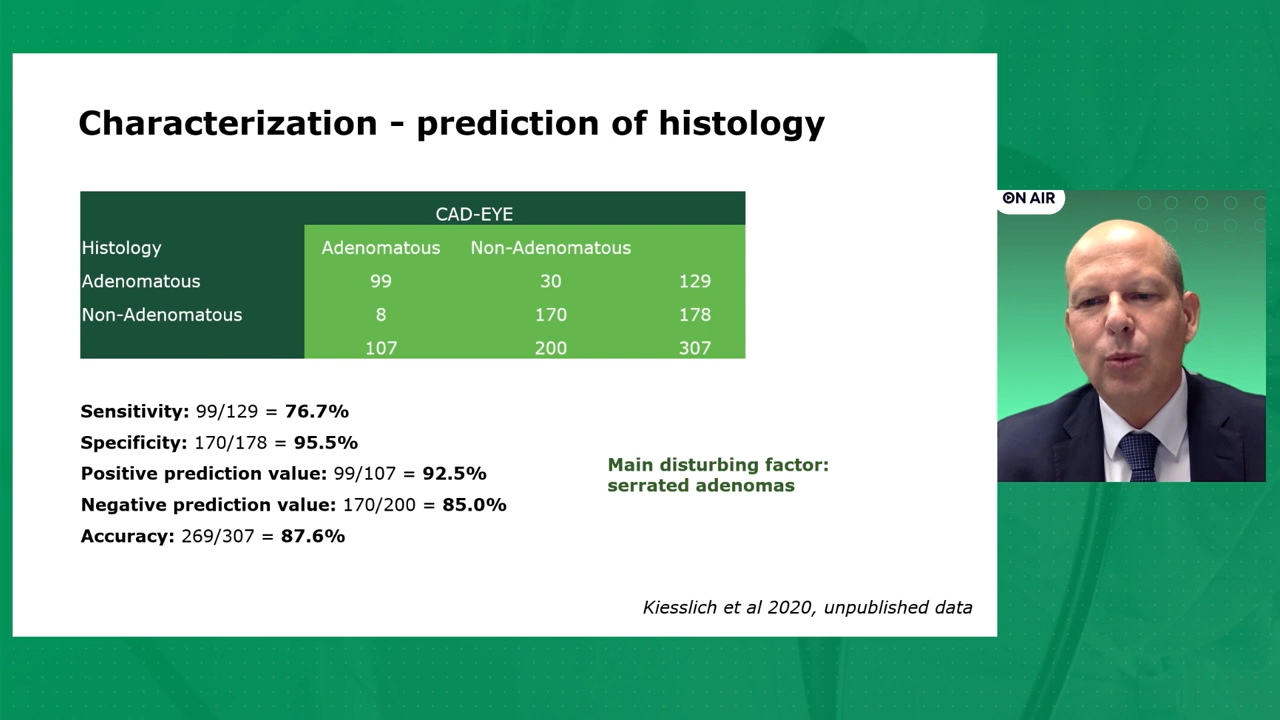 Characterization - prediction of histology
CAD-EYE
Histology Adenomatous Non-Adenomatous
Adenomatous 99 30 129
Non-Adenomatous 8 170 178
107 200 307
Sensitivity: 99/129 = 76.7%
Specificity: 170/178 = 95.5%
Positive prediction value: 99/107 = 92.5%
Negative prediction value: 170/200 = 85.0%
Accuracy: 269/307 = 87.6%
Main disturbing factor:
serrated adenomas
Kiesslich et al 2020, unpublished data
ON AIR